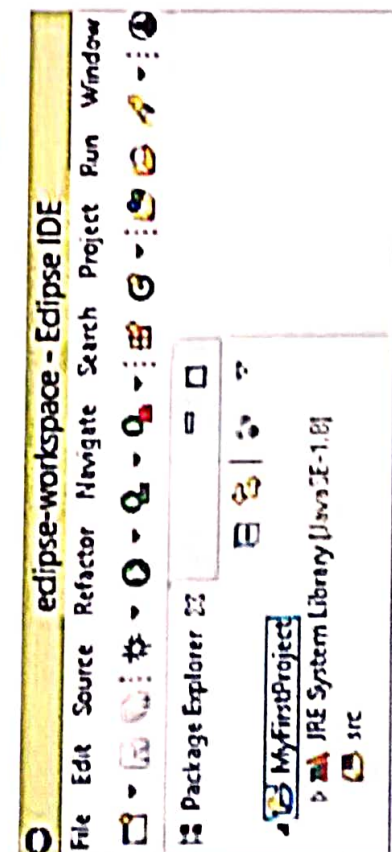 eclipse-workspace - Eclipse IDE
File Edit Source Refactor Navigate Search Project Run Window
Package Explorer
MyFirstProject
JRE System Library [JavaSE-1.8]
src